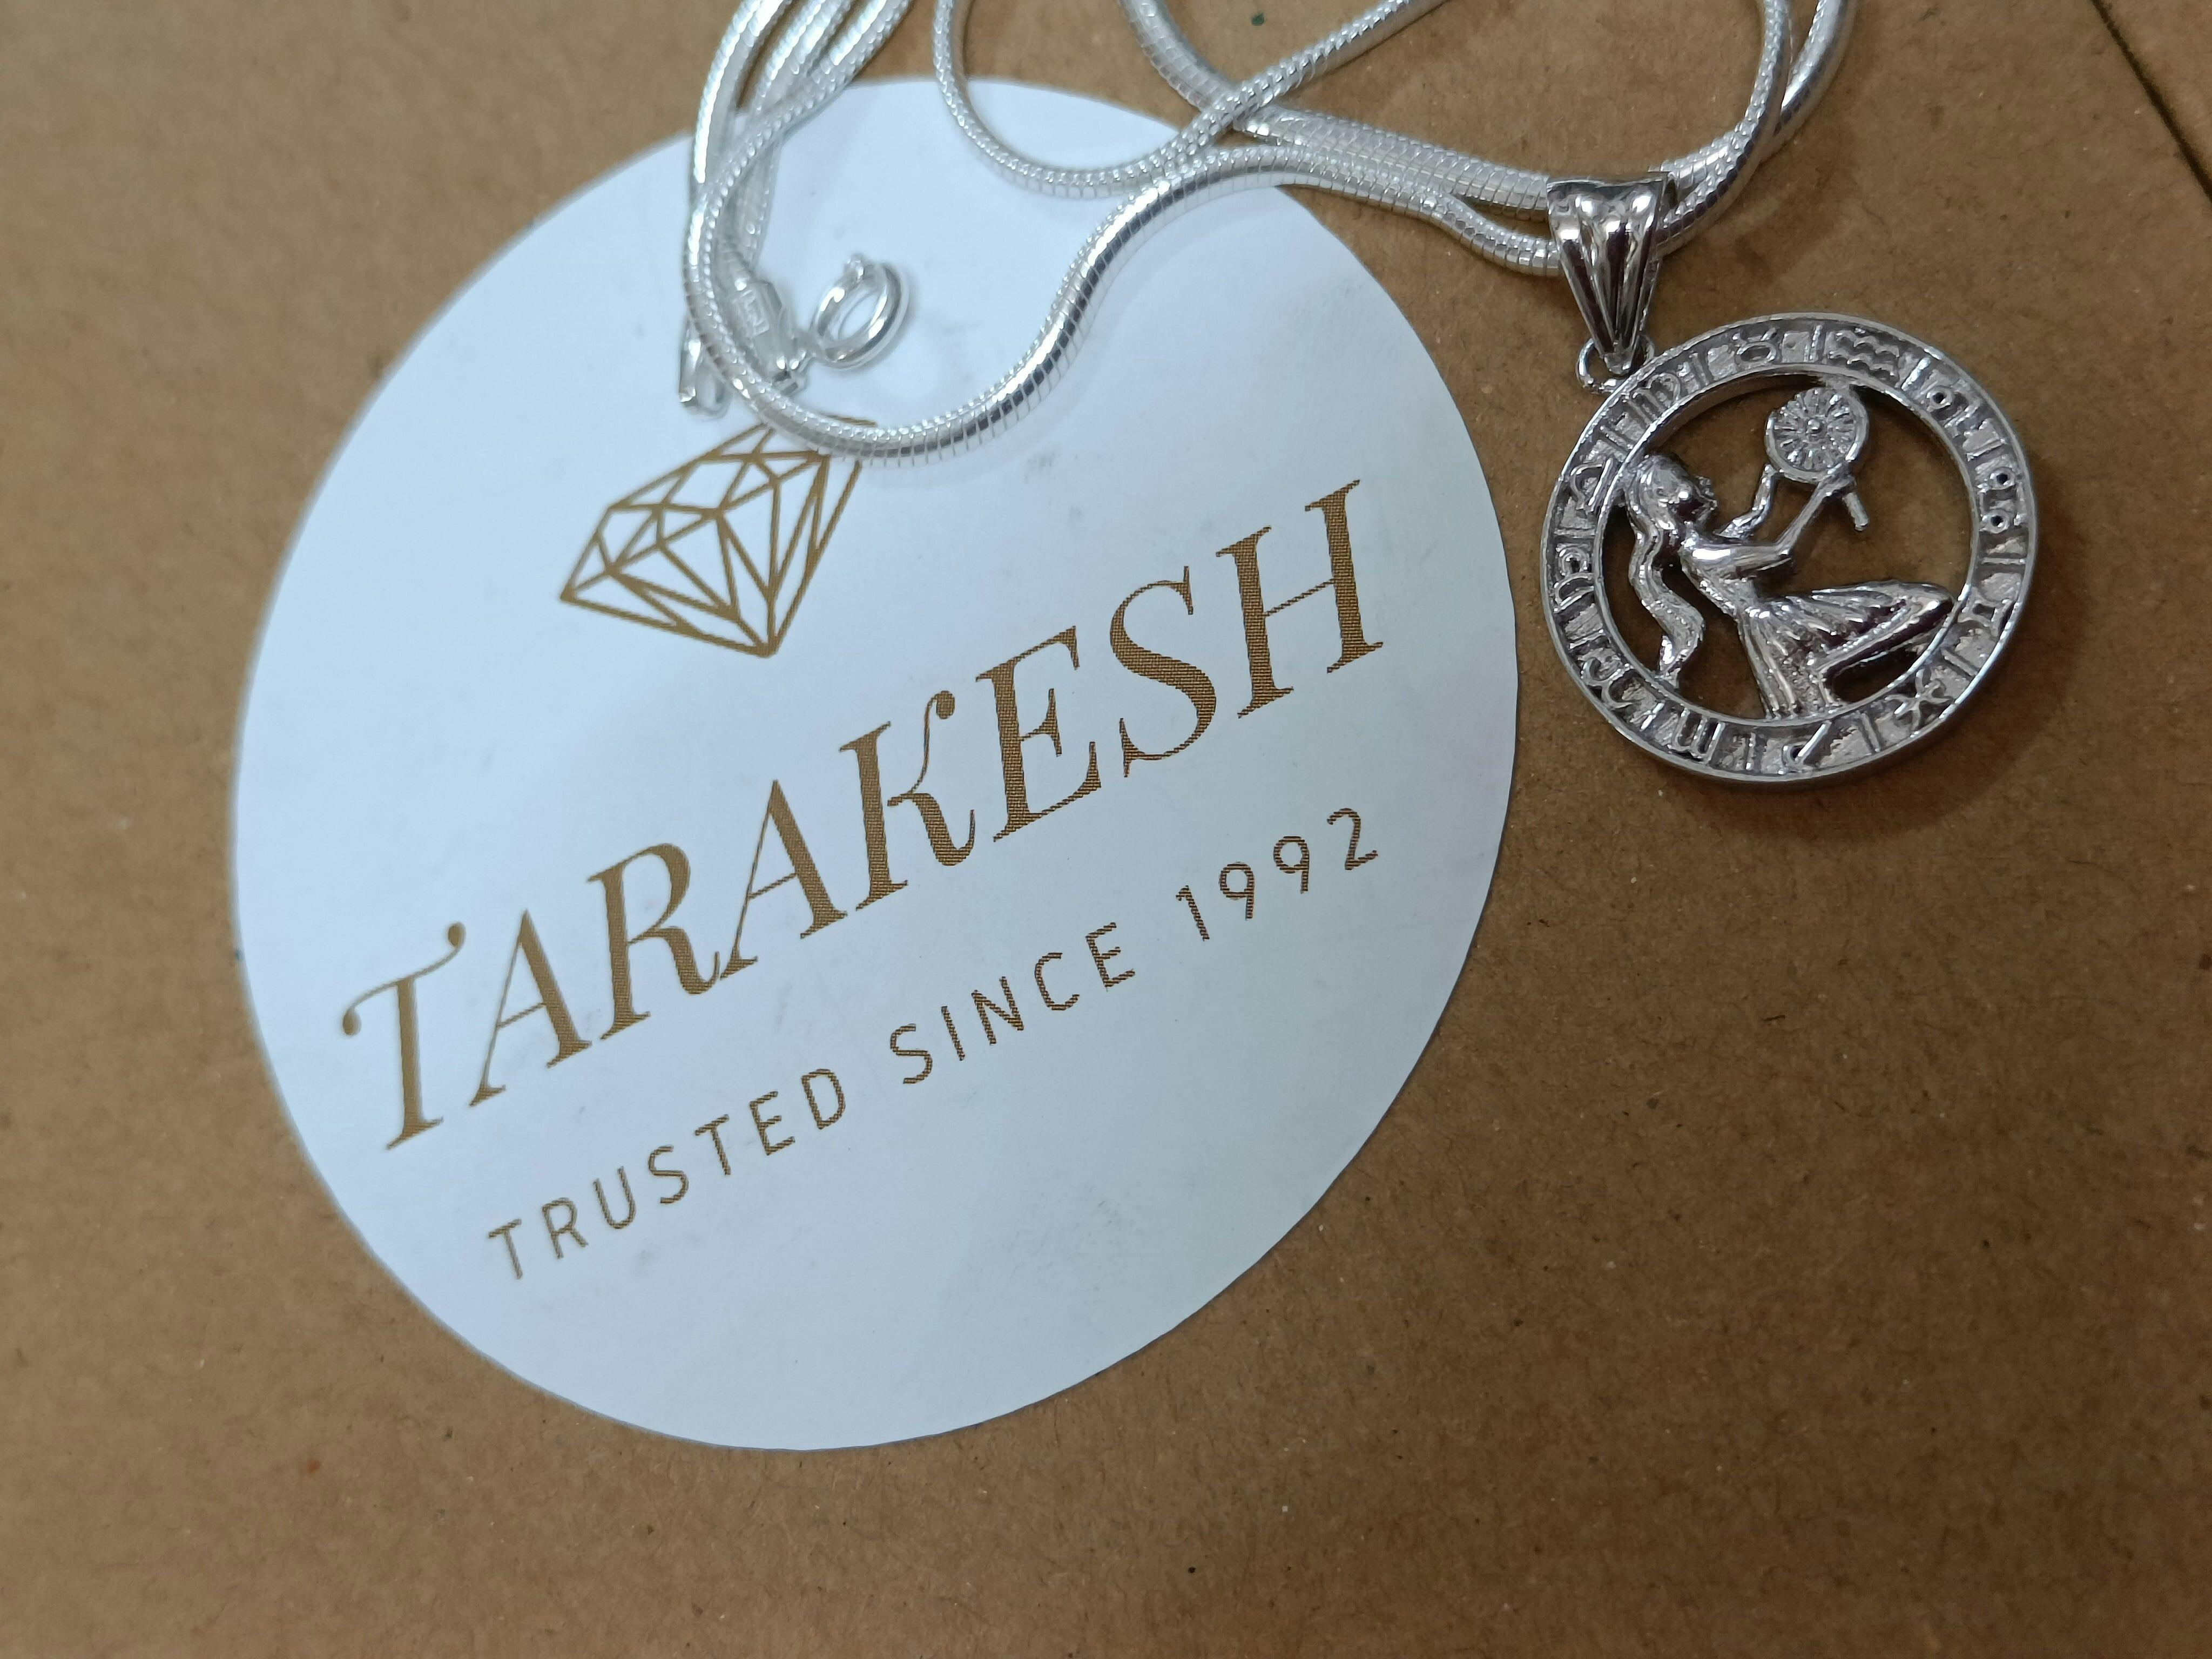 TARAKESH
TRUSTED SINCE 1992